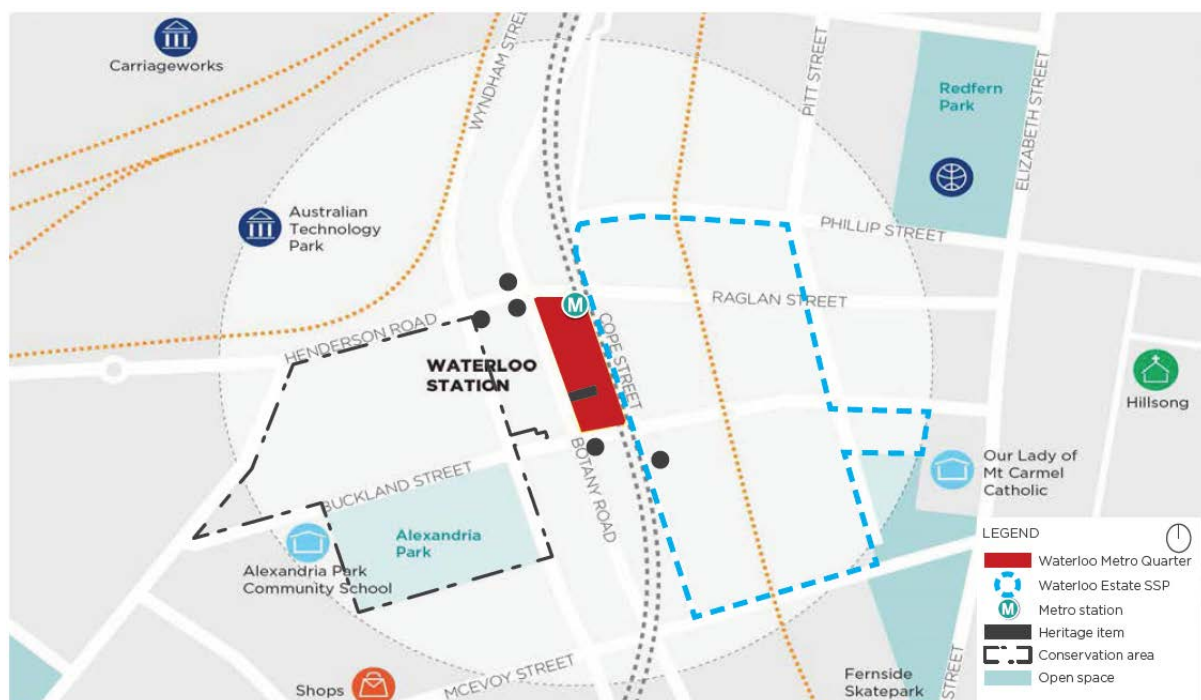 Carriageworks
WYNDHAM STREET
PITT STREET
Redfern
Park
ELIZABETH STREET
Australian
Technology
Park
PHILLIP STREET
M
RAGLAN STREET
HENDERSON ROAD
COPE STREET
WATERLOO
STATION
Hillsong
BOTANY ROAD
Our Lady of
Mt Carmel
Catholic
BUCKLAND STREET
Alexandria
Park
Alexandria Park
Community School
LEGEND
Waterloo Metro Quarter
Waterloo Estate SSP
M
Metro station
Heritage item
Conservation area
Open space
MCEVOY STREET
Shops
Fernside
Skatepark
STREET